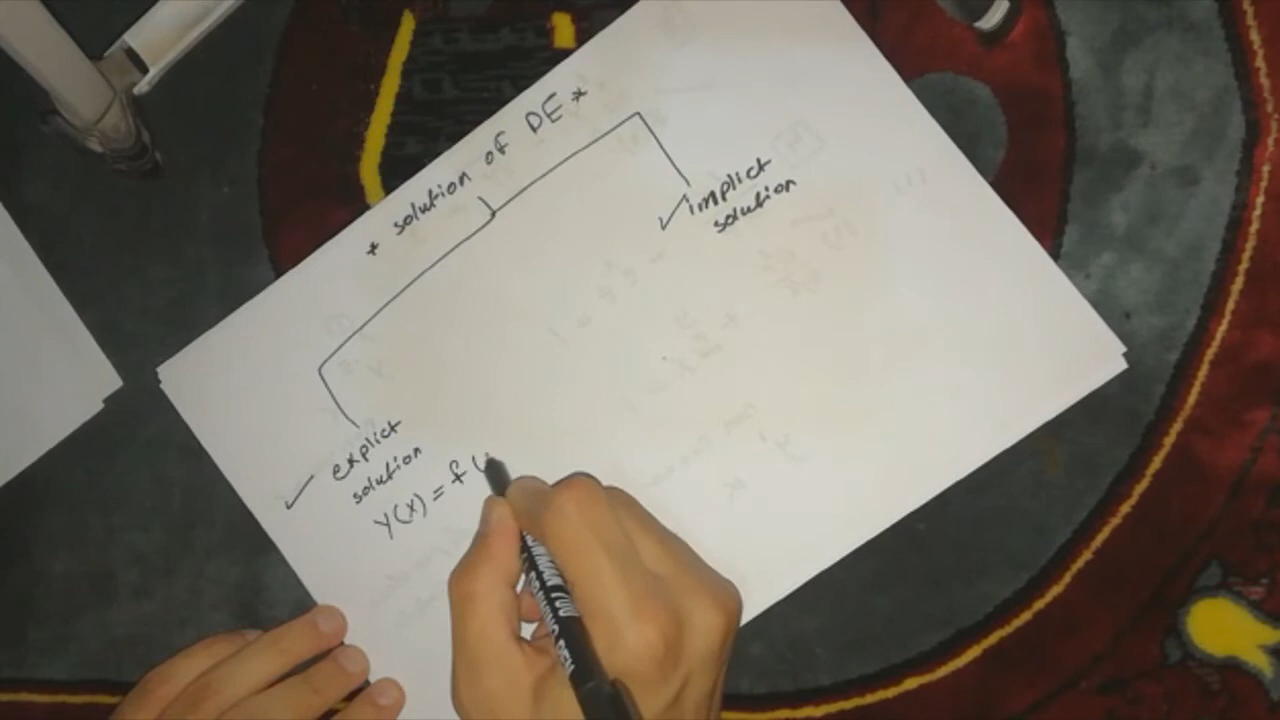 * solution of DE *
implict
solution
explict
solution
y(x) = f (